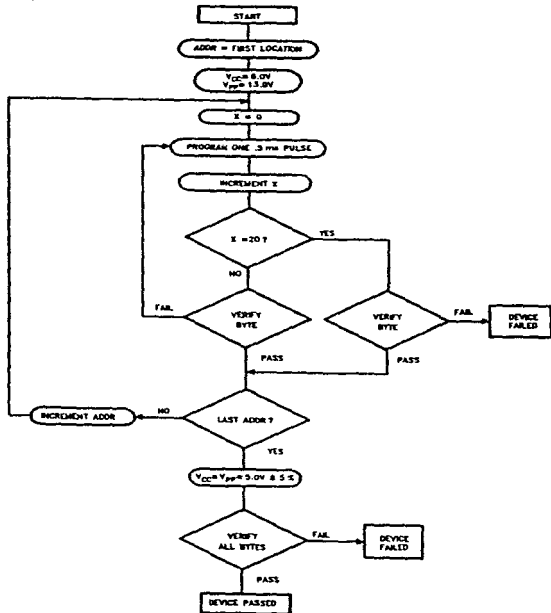 START
ADDR = FIRST LOCATION
VCC = 6.0V
VPP = 13.0V
X = 0
PROGRAM ONE .5 ms PULSE
INCREMENT X
X = 20 ?
YES
NO
FAIL
VERIFY
BYTE
VERIFY
BYTE
FAIL
DEVICE
FAILED
PASS
PASS
INCREMENT ADDR
NO
LAST ADDR ?
YES
VCC = VPP = 5.0V & 5 %
VERIFY
ALL BYTES
FAIL
DEVICE
FAILED
PASS
DEVICE PASSED